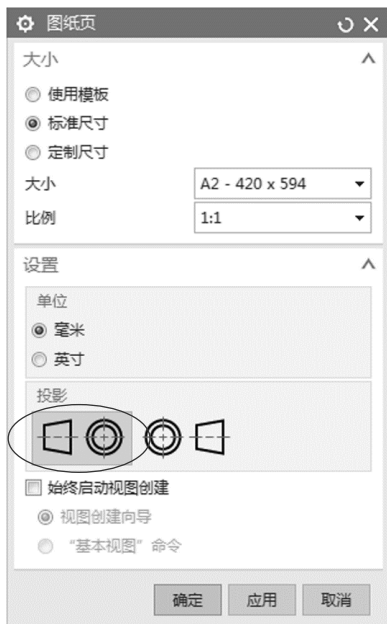 图纸页
大小
使用模板
标准尺寸
定制尺寸
大小 A2 - 420 x 594
比例 1:1
设置
单位
毫米
英寸
投影
始终启动视图创建
视图创建向导
“基本视图”命令
确定 应用 取消